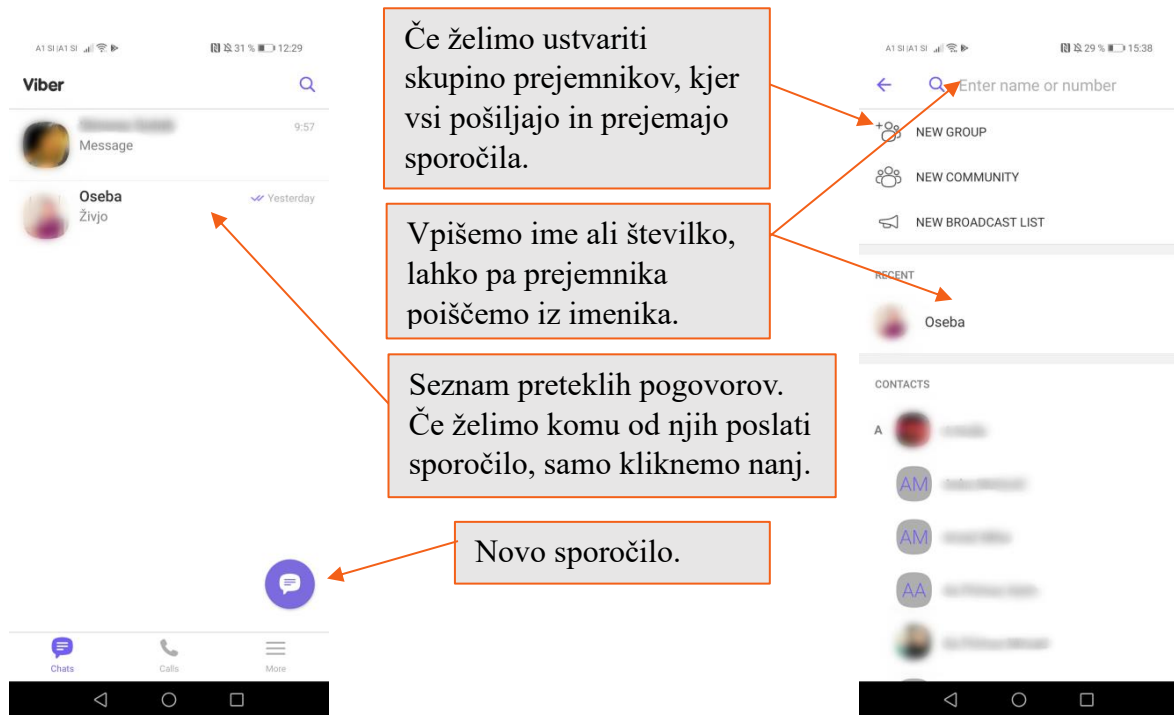 A1 SI |A1 SI
31 % 12:29
Viber
9:57
Message
Oseba
Yesterday
Živjo
Chats
Calls
More
Če želimo ustvariti
skupino prejemnikov, kjer
vsi pošiljajo in prejemajo
sporočila.
Vpišemo ime ali številko,
lahko pa prejemnika
poiščemo iz imenika.
Seznam preteklih pogovorov.
Če želimo komu od njih poslati
sporočilo, samo kliknemo nanj.
Novo sporočilo.
A1 SI |A1 SI
29 % 15:38
Enter name or number
NEW GROUP
NEW COMMUNITY
NEW BROADCAST LIST
RECENT
Oseba
CONTACTS
A
AM
AM
AA